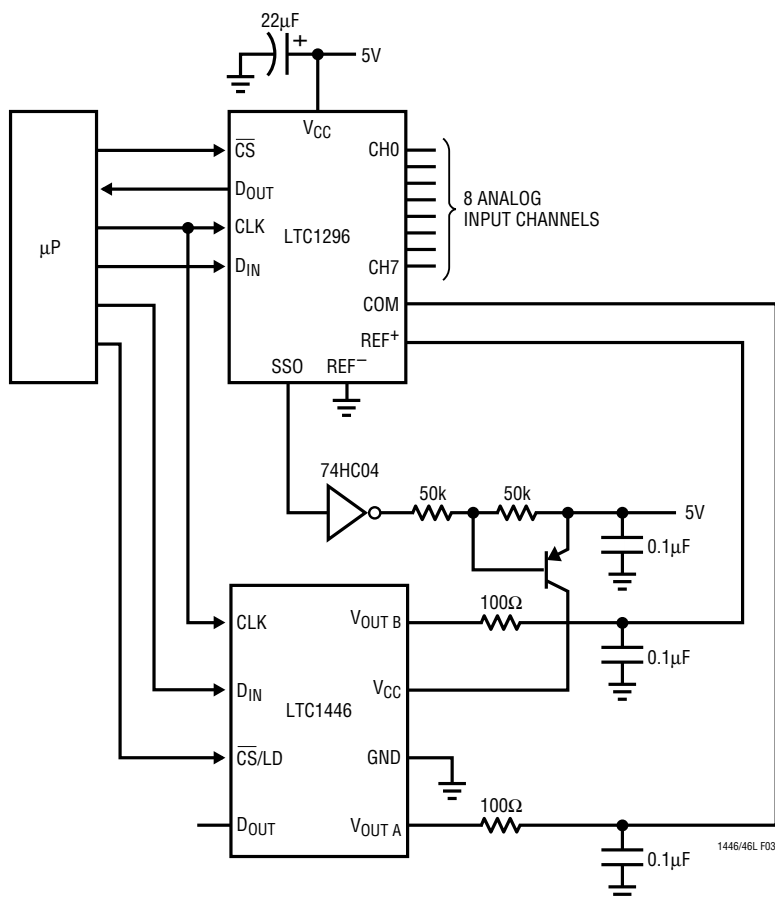 22µF
+
5V
VCC
µP
CS
DOUT
CLK
DIN
LTC1296
CH0
8 ANALOG
INPUT CHANNELS
CH7
COM
REF+
SSO
REF–
74HC04
50k
50k
5V
0.1µF
CLK
DIN
CS/LD
DOUT
LTC1446
VOUT B
VCC
GND
VOUT A
100Ω
0.1µF
100Ω
0.1µF
1446/46L F03